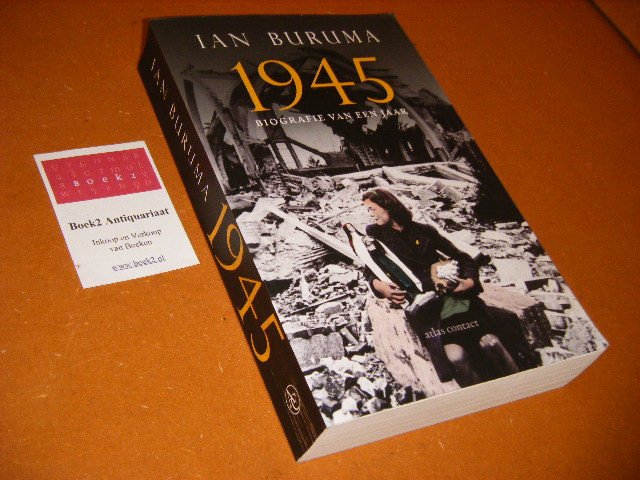 IAN BURUMA
1945
BIOGRAFIE VAN EEN JAAR
atlas contact
IAN BURUMA 1945
BOEK2
Boek2 Antiquariaat
Inkoop en Verkoop
van Boeken
www.boek2.nl